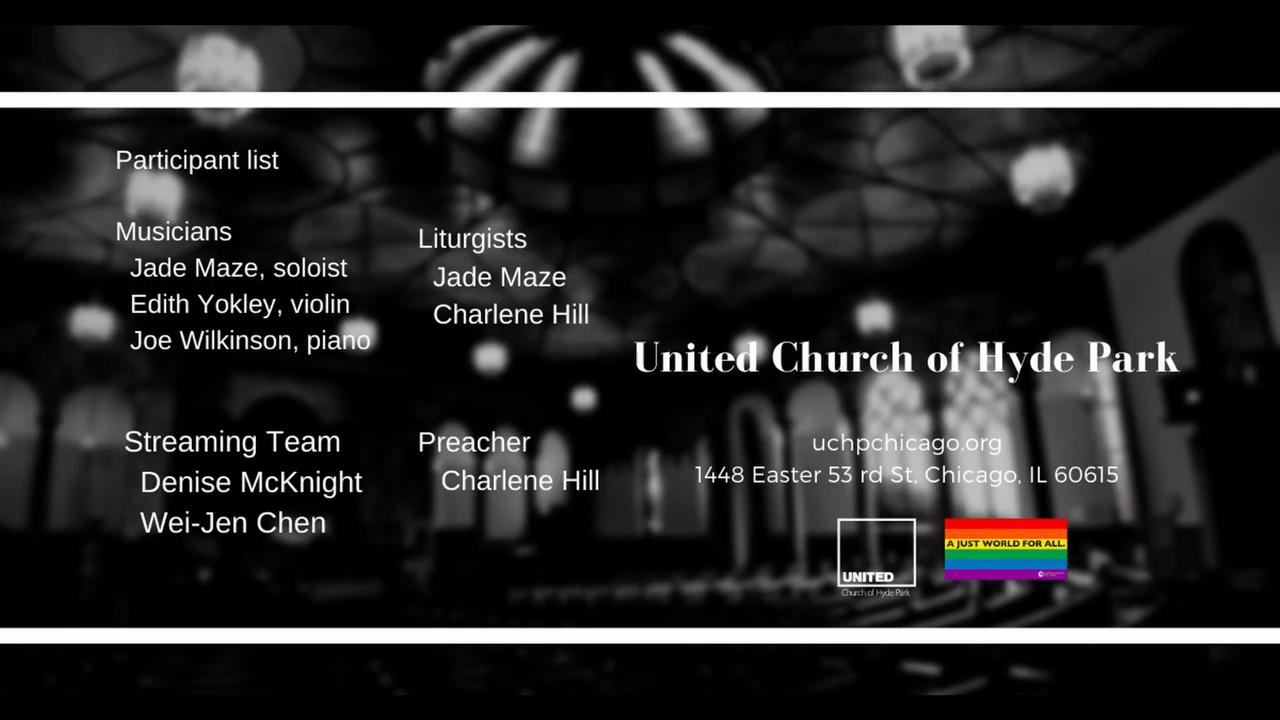 Participant list
Musicians
Jade Maze, soloist
Edith Yokley, violin
Joe Wilkinson, piano
Liturgists
Jade Maze
Charlene Hill
Streaming Team
Denise McKnight
Wei-Jen Chen
Preacher
Charlene Hill
United Church of Hyde Park
uchpchicago.org
1448 Easter 53 rd St, Chicago, IL 60615
UNITED
Church of Hyde Park
A JUST WORLD FOR ALL.